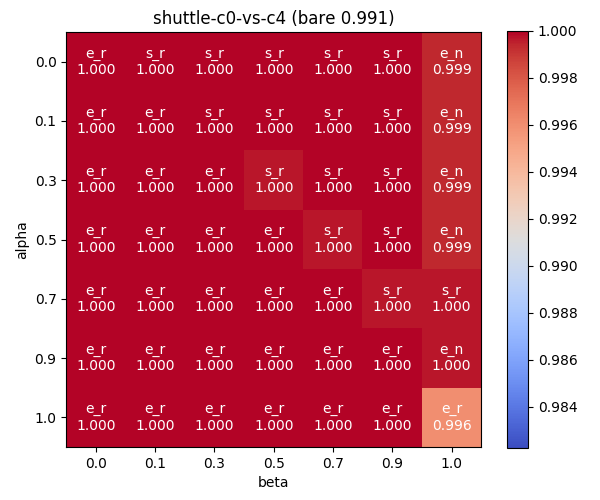 shuttle-c0-vs-c4 (bare 0.991)
0.0 e_r s_r s_r s_r s_r s_r e_n
1.000 1.000 1.000 1.000 1.000 1.000 0.999
0.1 e_r e_r s_r s_r s_r s_r e_n
1.000 1.000 1.000 1.000 1.000 1.000 0.999
0.3 e_r e_r e_r s_r s_r s_r e_n
1.000 1.000 1.000 1.000 1.000 1.000 0.999
0.5 e_r e_r e_r e_r s_r s_r e_n
1.000 1.000 1.000 1.000 1.000 1.000 0.999
0.7 e_r e_r e_r e_r e_r s_r s_r
1.000 1.000 1.000 1.000 1.000 1.000 1.000
0.9 e_r e_r e_r e_r e_r e_r e_n
1.000 1.000 1.000 1.000 1.000 1.000 1.000
1.0 e_r e_r e_r e_r e_r e_r e_r
1.000 1.000 1.000 1.000 1.000 1.000 0.996
0.0 0.1 0.3 0.5 0.7 0.9 1.0
beta
alpha
1.000
0.998
0.996
0.994
0.992
0.990
0.988
0.986
0.984